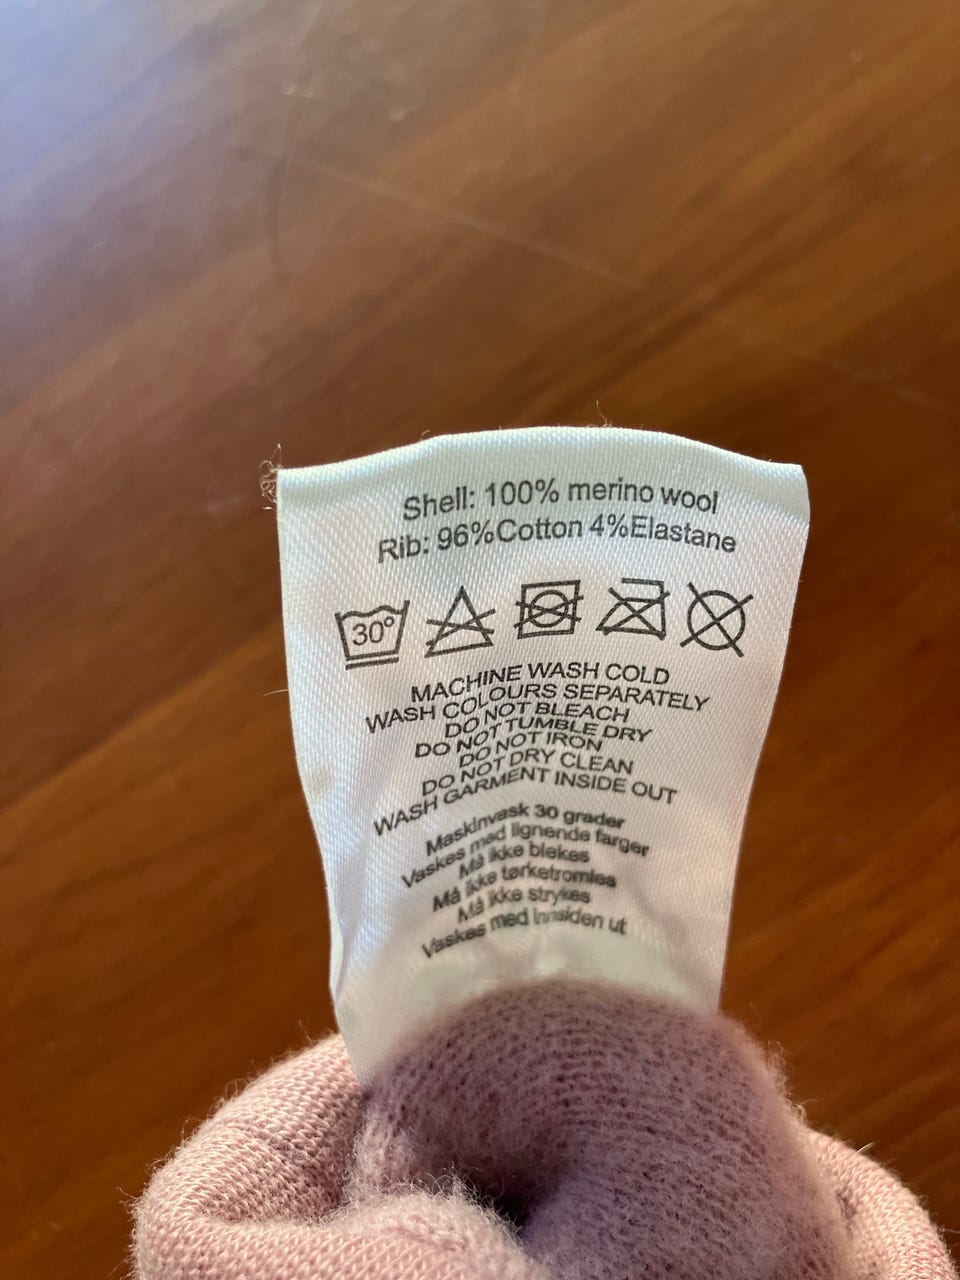 Shell: 100% merino wool
Rib: 96%Cotton 4%Elastane
30°
MACHINE WASH COLD
WASH COLOURS SEPARATELY
DO NOT BLEACH
DO NOT TUMBLE DRY
DO NOT IRON
DO NOT DRY CLEAN
WASH GARMENT INSIDE OUT
Maskinvask 30 grader
Vaskes med lignende farger
Må ikke blekes
Må ikke tørketromles
Må ikke strykes
Vaskes med innsiden ut